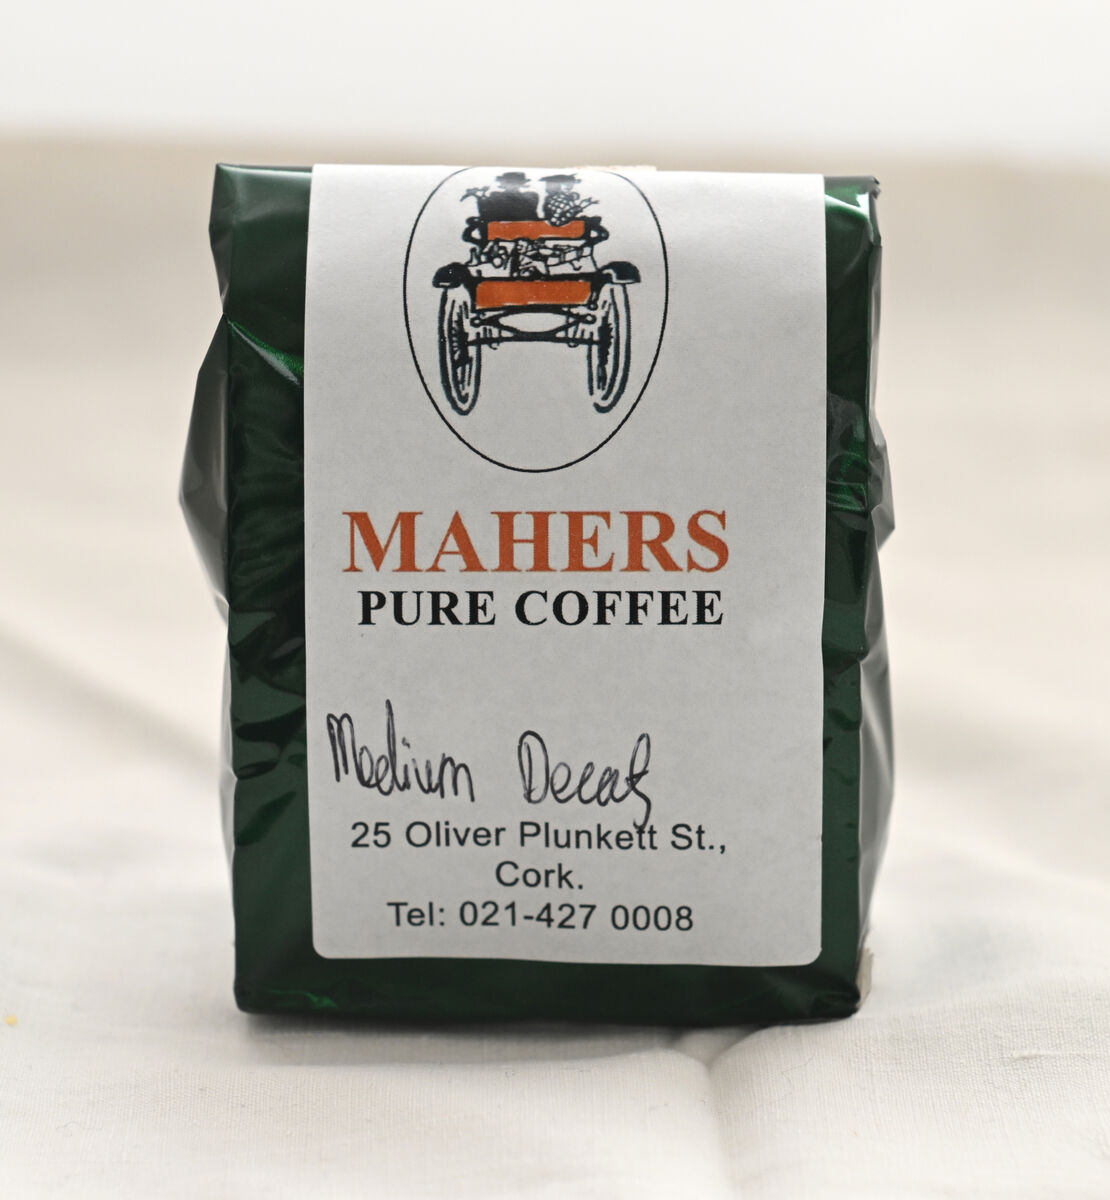 MAHERS
PURE COFFEE
Medium Decaf
25 Oliver Plunkett St.,
Cork.
Tel: 021-427 0008